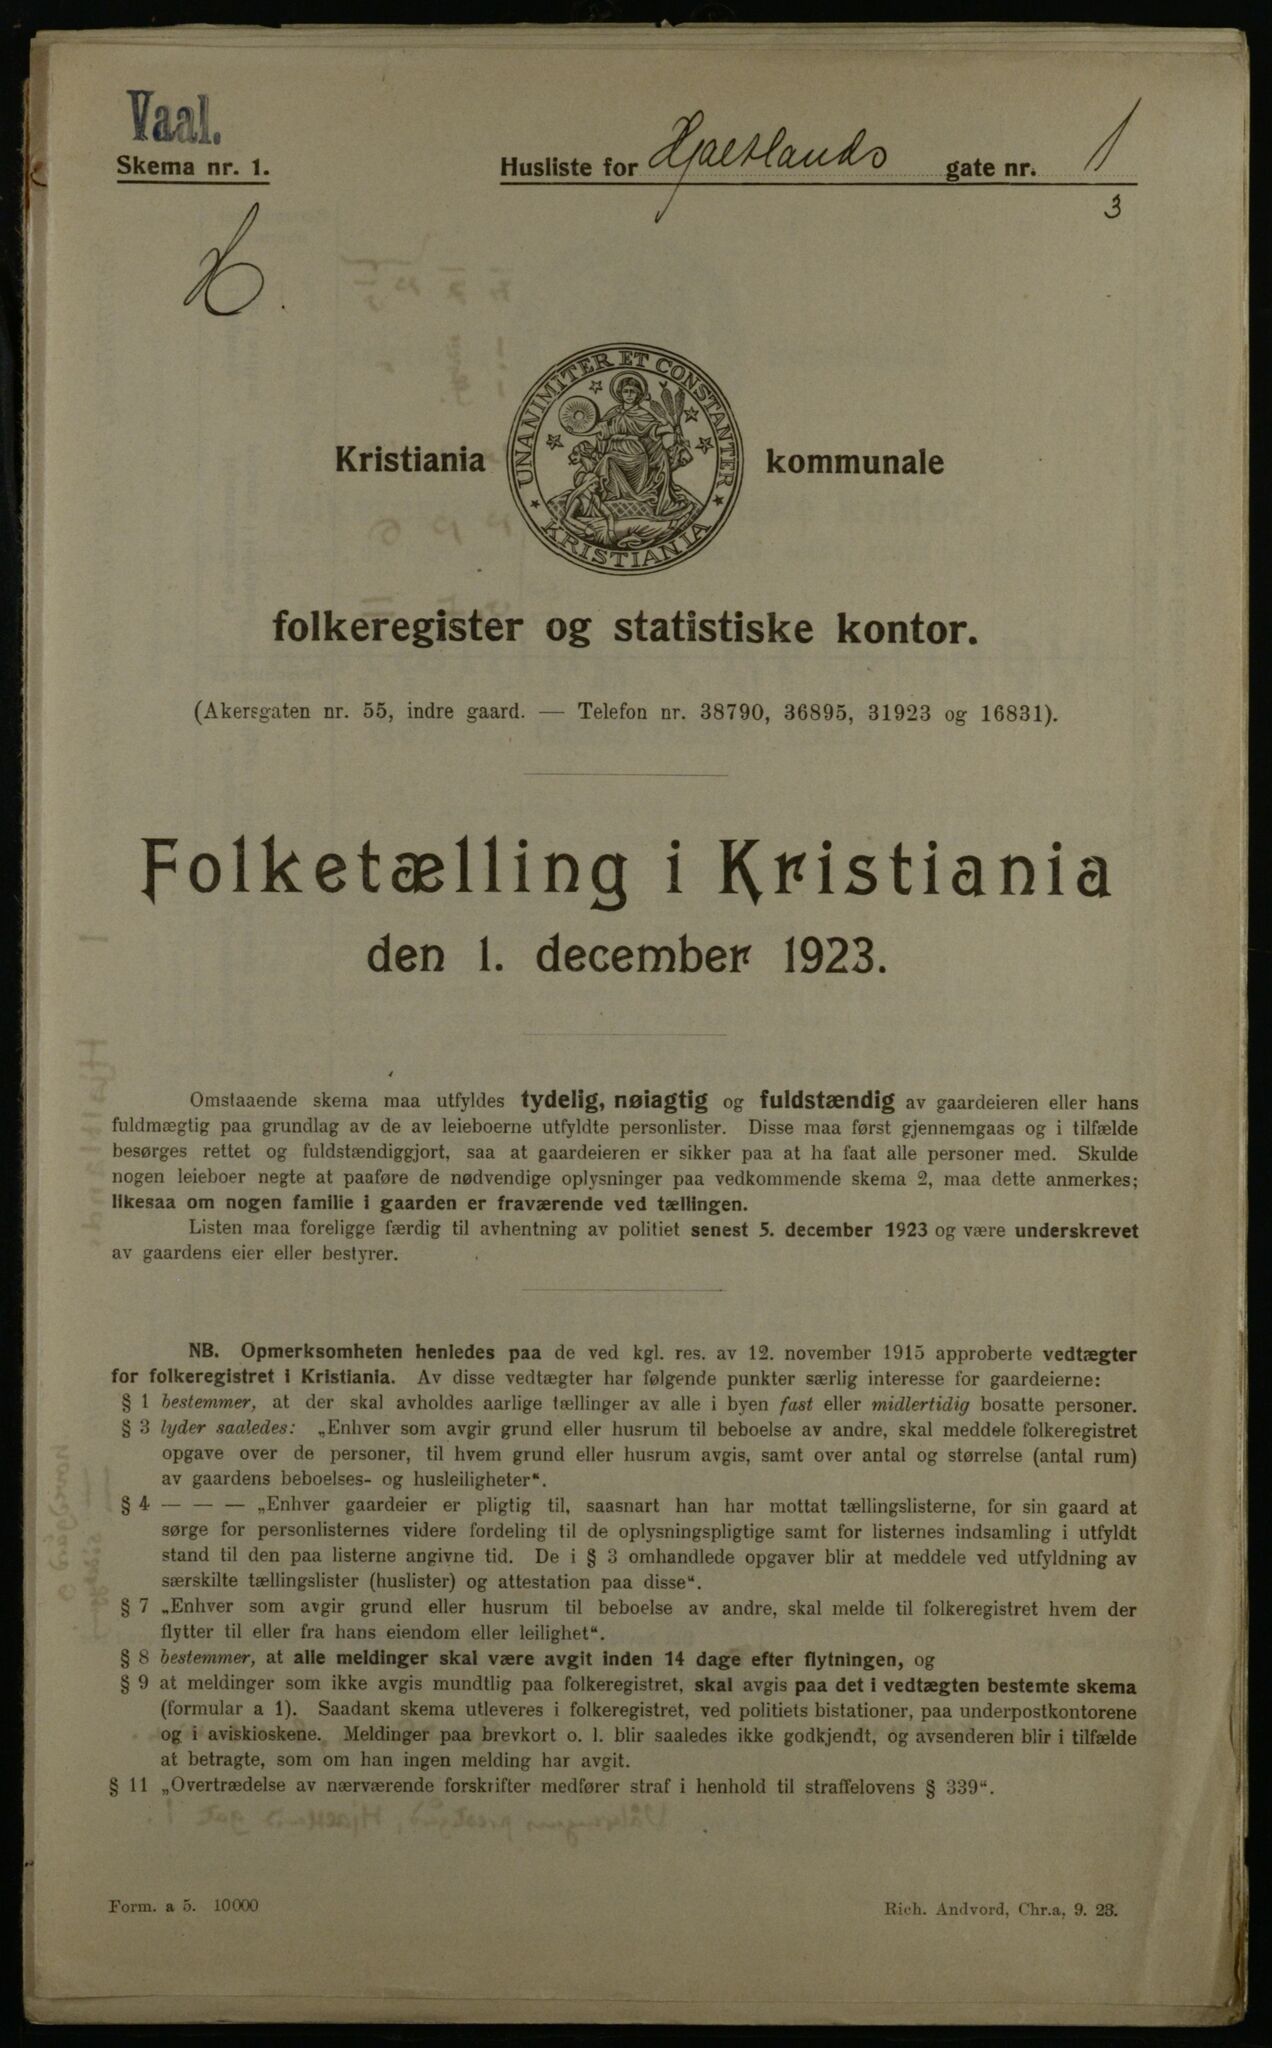 Vaal.
Skema nr. 1.
Husliste for Hjaltlands gate nr. 1
3
H.
UNANIMITER ET CONSTANTER
KRISTIANIA
Kristiania kommunale
folkeregister og statistiske kontor.
(Akersgaten nr. 55, indre gaard. — Telefon nr. 38790, 36895, 31923 og 16831).
Folketælling i Kristiania
den 1. december 1923.
Omstaaende skema maa utfyldes tydelig, nøiagtig og fuldstændig av gaardeieren eller hans
fuldmægtig paa grundlag av de av leieboerne utfyldte personlister. Disse maa først gjennemgaas og i tilfælde
besørges rettet og fuldstændiggjort, saa at gaardeieren er sikker paa at ha faat alle personer med. Skulde
nogen leieboer negte at paaføre de nødvendige oplysninger paa vedkommende skema 2, maa dette anmerkes;
likesaa om nogen familie i gaarden er fraværende ved tællingen.
Listen maa foreligge færdig til avhentning av politiet senest 5. december 1923 og være underskrevet
av gaardens eier eller bestyrer.
NB. Opmerksomheten henledes paa de ved kgl. res. av 12. november 1915 approberte vedtægter
for folkeregistret i Kristiania. Av disse vedtægter har følgende punkter særlig interesse for gaardeierne:
§ 1 bestemmer, at der skal avholdes aarlige tællinger av alle i byen fast eller midlertidig bosatte personer.
§ 3 lyder saaledes: „Enhver som avgir grund eller husrum til beboelse av andre, skal meddele folkeregistret
opgave over de personer, til hvem grund eller husrum avgis, samt over antal og størrelse (antal rum)
av gaardens beboelses- og husleiligheter“.
§ 4 — — — „Enhver gaardeier er pligtig til, saasnart han har mottat tællingslisterne, for sin gaard at
sørge for personlisternes videre fordeling til de oplysningspligtige samt for listernes indsamling i utfyldt
stand til den paa listerne angivne tid. De i § 3 omhandlede opgaver blir at meddele ved utfyldning av
særskilte tællingslister (huslister) og attestation paa disse“.
§ 7 „Enhver som avgir grund eller husrum til beboelse av andre, skal melde til folkeregistret hvem der
flytter til eller fra hans eiendom eller leilighet“.
§ 8 bestemmer, at alle meldinger skal være avgit inden 14 dage efter flytningen, og
§ 9 at meldinger som ikke avgis mundtlig paa folkeregistret, skal avgis paa det i vedtægten bestemte skema
(formular a 1). Saadant skema utleveres i folkeregistret, ved politiets bistationer, paa underpostkontorene
og i aviskioskene. Meldinger paa brevkort o. l. blir saaledes ikke godkjendt, og avsenderen blir i tilfælde
at betragte, som om han ingen melding har avgit.
§ 11 „Overtrædelse av nærværende forskrifter medfører straf i henhold til straffelovens § 339“.
Form. a 5. 10000
Rich. Andvord, Chr.a, 9. 23.